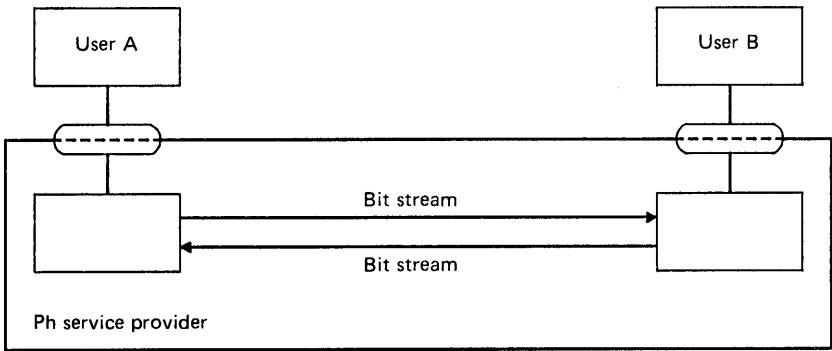 User A
User B
Bit stream
Bit stream
Ph service provider